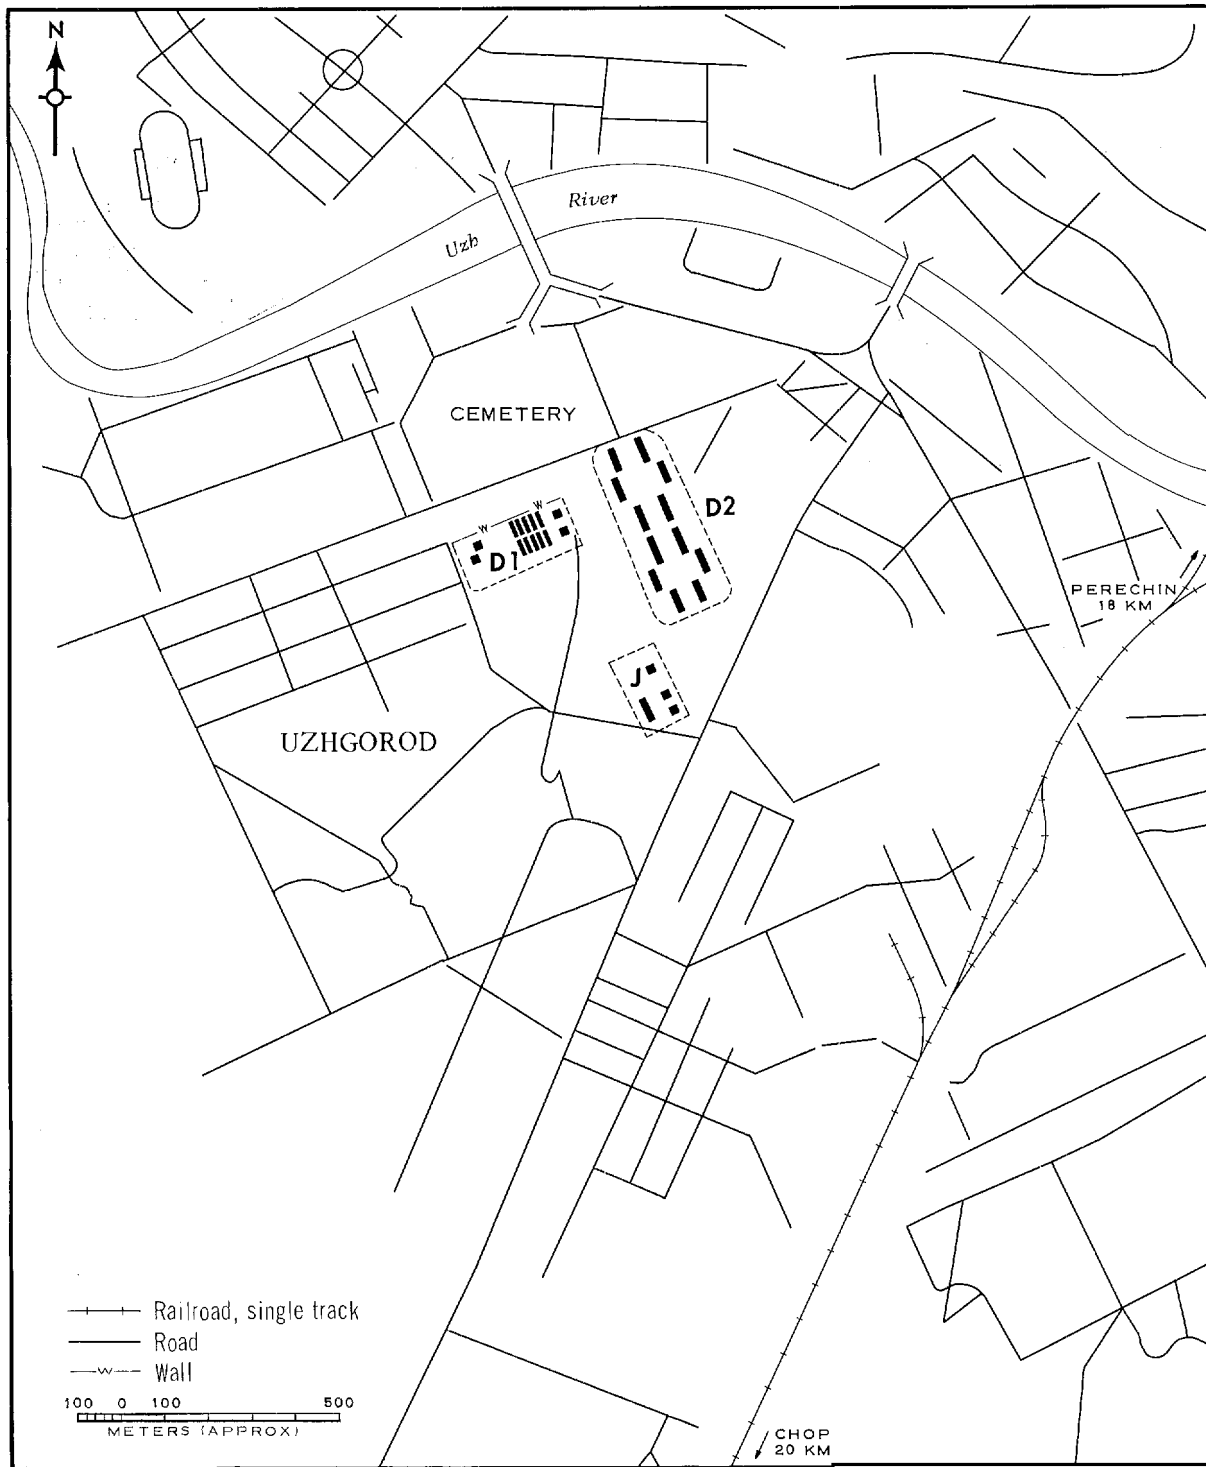 N
River
Uzh
CEMETERY
W
W
D1
D2
PERECHIN
18 KM
J
UZHGOROD
Railroad, single track
Road
W
Wall
100 0 100 500
METERS (APPROX)
CHOP
20 KM